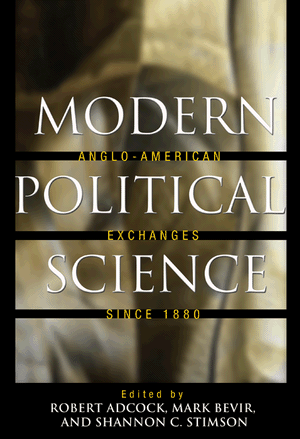 MODERN
ANGLO-AMERICAN
POLITICAL
EXCHANGES
SCIENCE
SINCE 1880
Edited by
ROBERT ADCOCK, MARK BEVIR,
AND SHANNON C. STIMSON